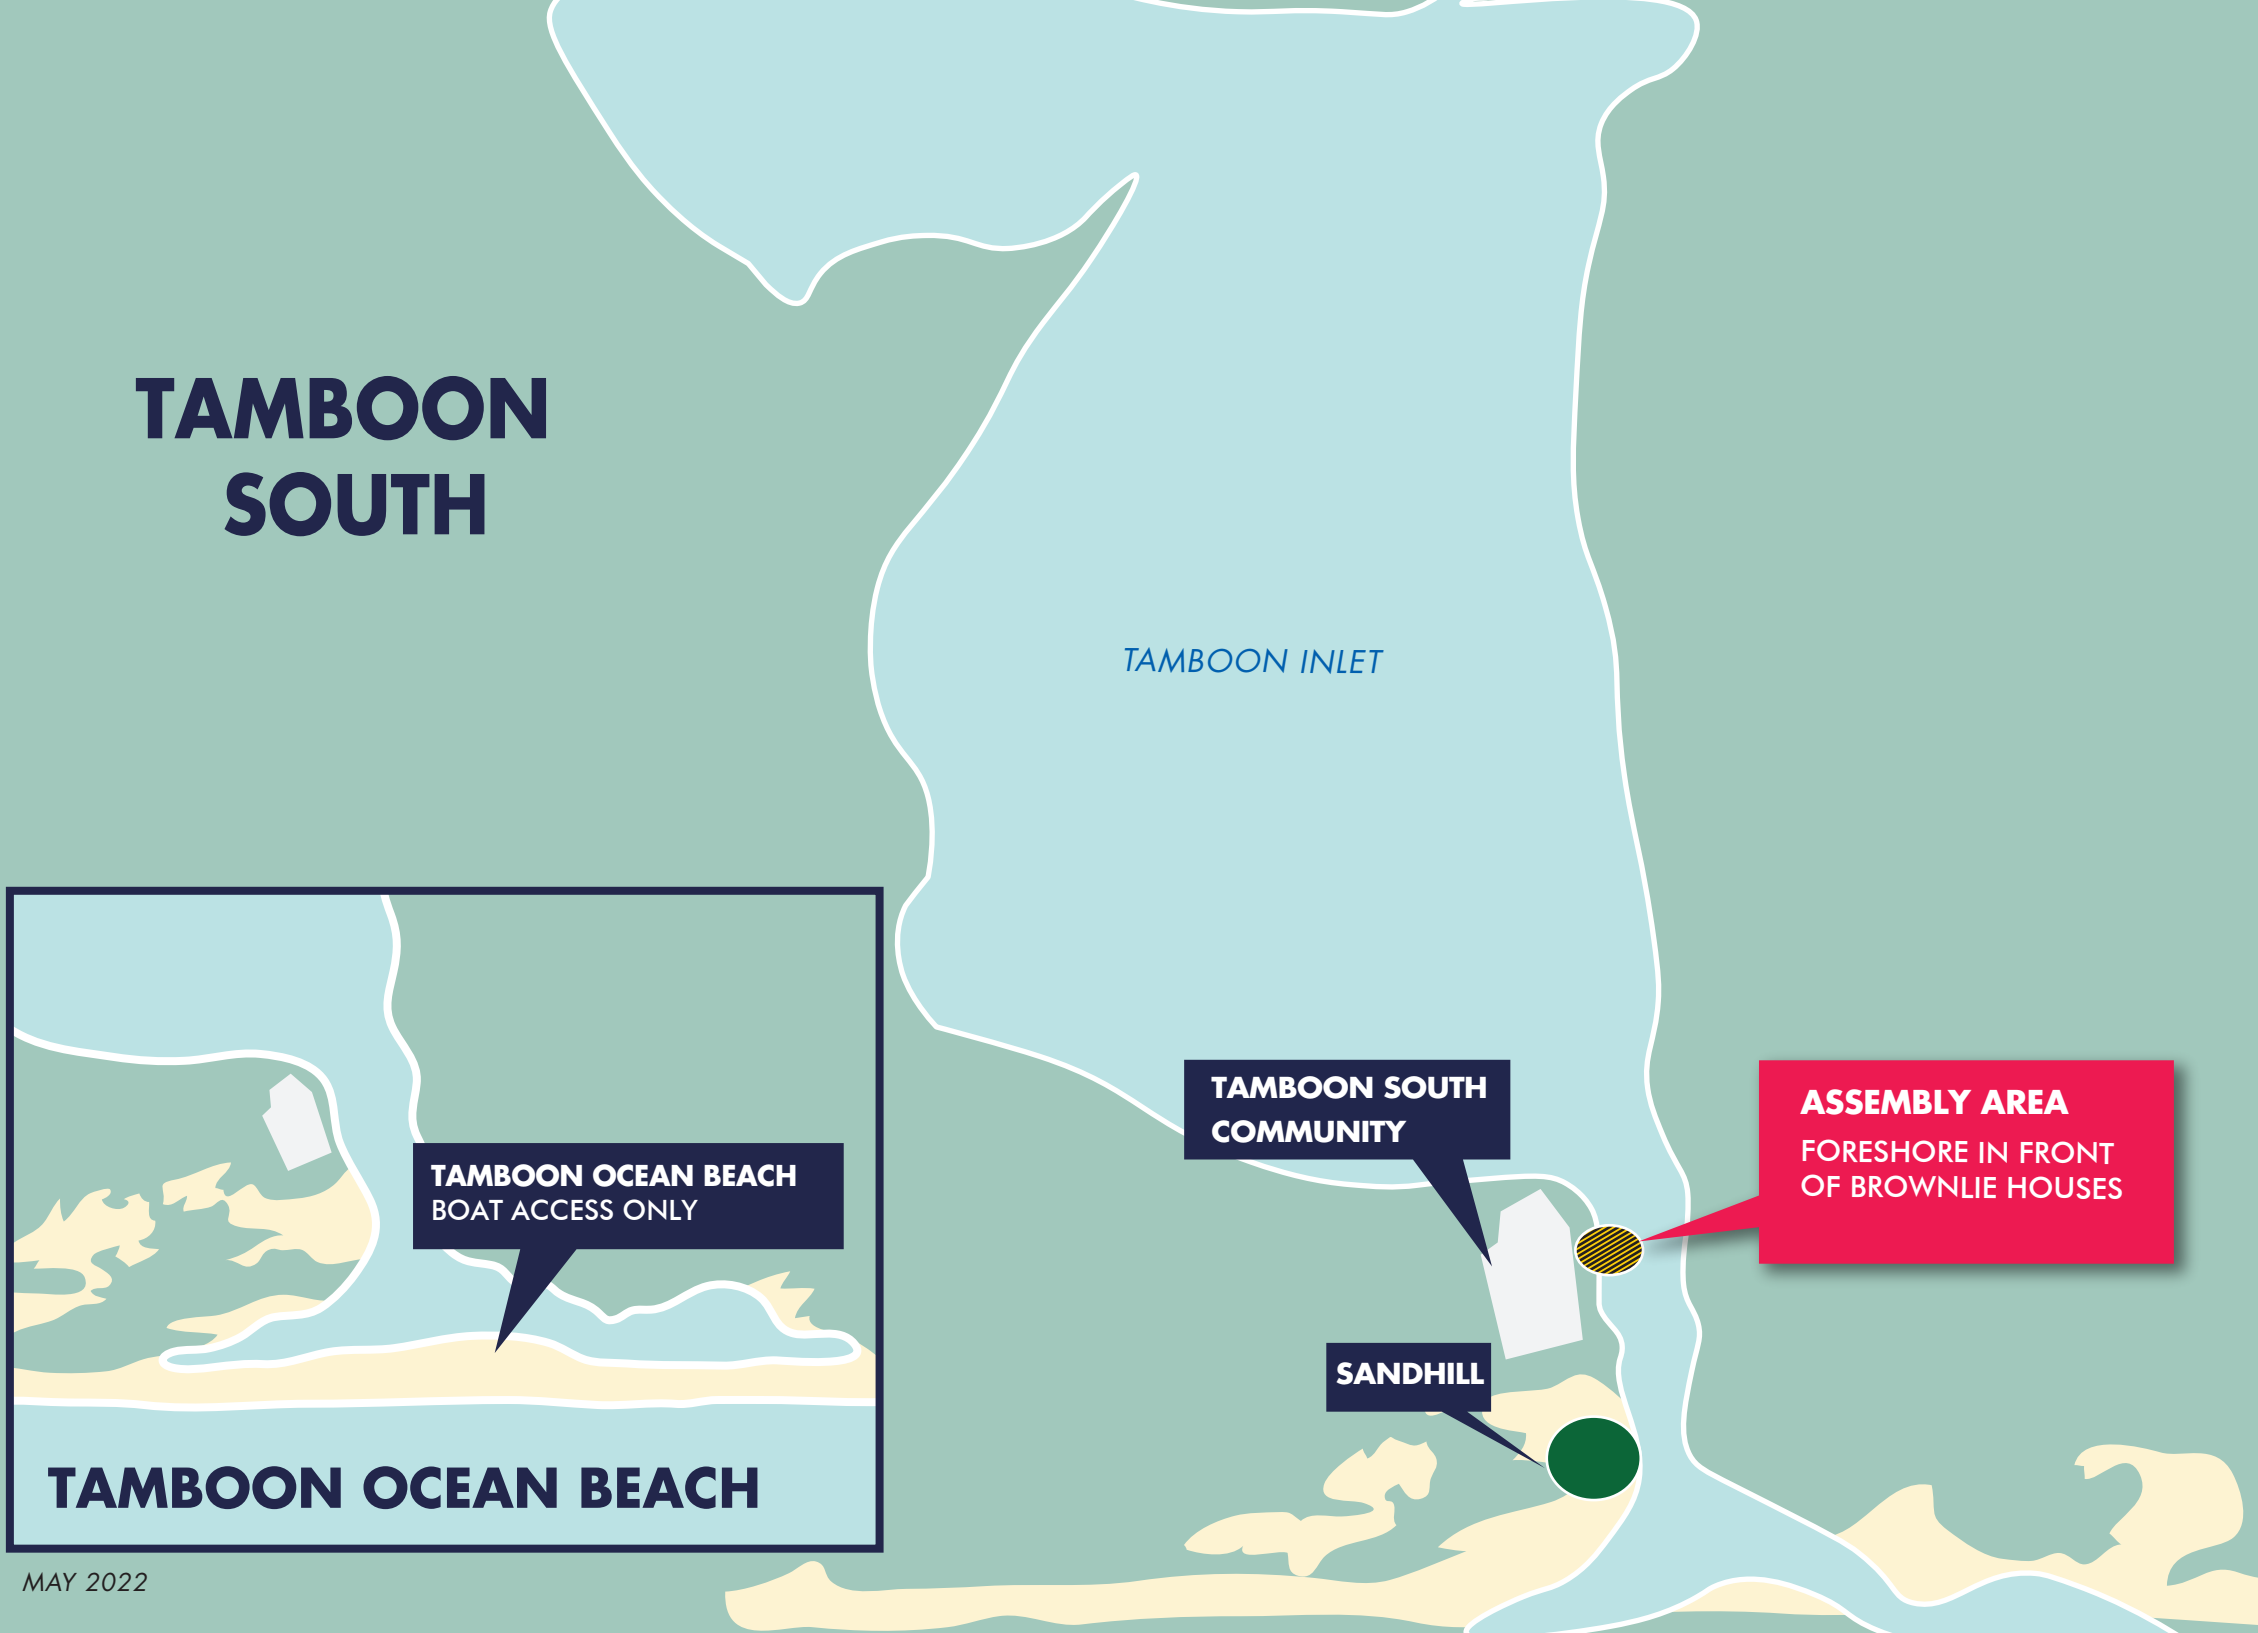 TAMBOON
SOUTH
TAMBOON INLET
TAMBOON SOUTH
COMMUNITY
ASSEMBLY AREA
FORESHORE IN FRONT
OF BROWNLIE HOUSES
SANDHILL
TAMBOON OCEAN BEACH
BOAT ACCESS ONLY
TAMBOON OCEAN BEACH
MAY 2022